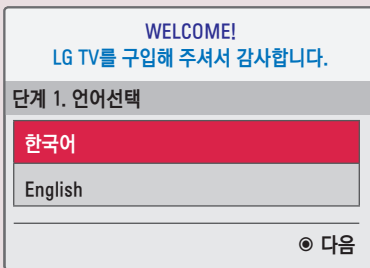 WELCOME!
LG TV를 구입해 주셔서 감사합니다.
단계 1. 언어선택
한국어
English
◉ 다음